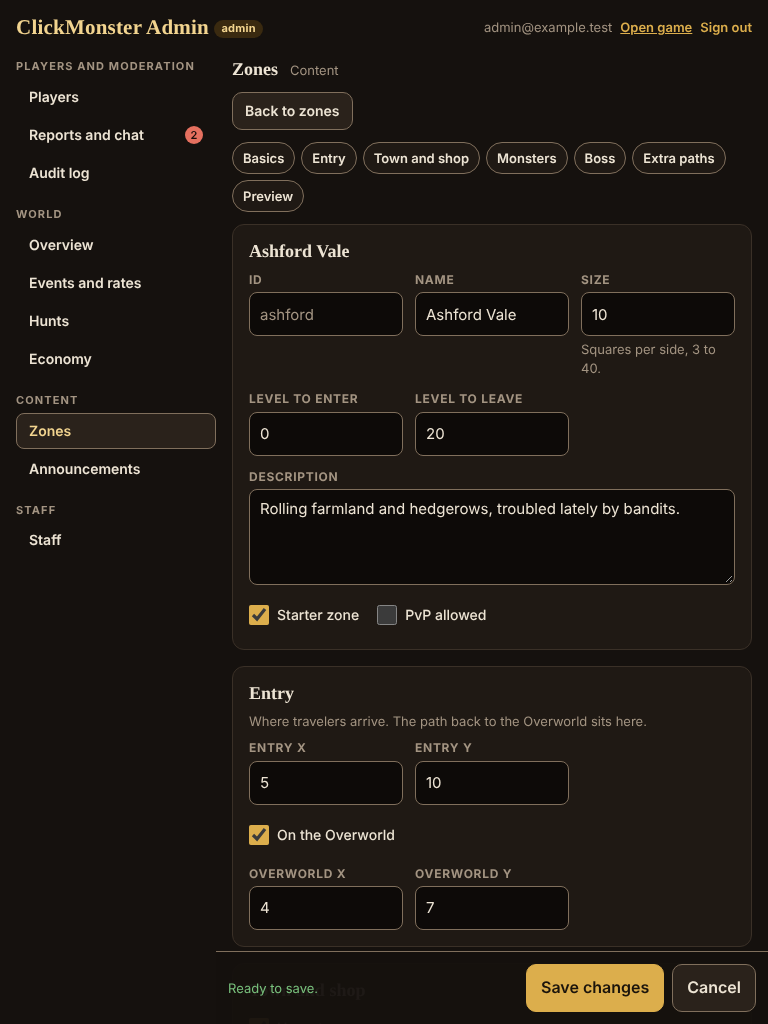 ClickMonster Admin admin
admin@example.test Open game Sign out
PLAYERS AND MODERATION
Players
Reports and chat 2
Audit log
WORLD
Overview
Events and rates
Hunts
Economy
CONTENT
Zones
Announcements
STAFF
Staff
Zones Content
Back to zones
Basics Entry Town and shop Monsters Boss Extra paths
Preview
Ashford Vale
ID NAME SIZE
ashford Ashford Vale 10
Squares per side, 3 to
40.
LEVEL TO ENTER LEVEL TO LEAVE
0 20
DESCRIPTION
Rolling farmland and hedgerows, troubled lately by bandits.
Starter zone PvP allowed
Entry
Where travelers arrive. The path back to the Overworld sits here.
ENTRY X ENTRY Y
5 10
On the Overworld
OVERWORLD X OVERWORLD Y
4 7
shop
Ready to save. Save changes Cancel